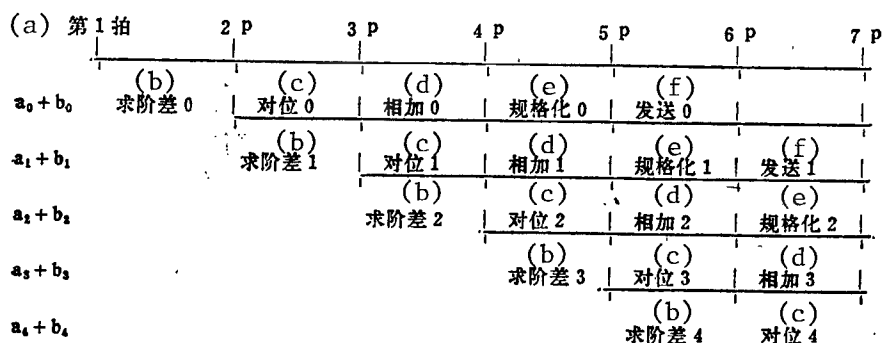 (a) 第1拍 2 p 3 p 4 p 5 p 6 p 7 p
(b) (c) (d) (e) (f)
a₀+b₀ 求阶差0 对位0 相加0 规格化0 发送0
(b) (c) (d) (e) (f)
a₁+b₁ 求阶差1 对位1 相加1 规格化1 发送1
(b) (c) (d) (e)
a₂+b₂ 求阶差2 对位2 相加2 规格化2
(b) (c) (d)
a₃+b₃ 求阶差3 对位3 相加3
(b) (c)
a₄+b₄ 求阶差4 对位4